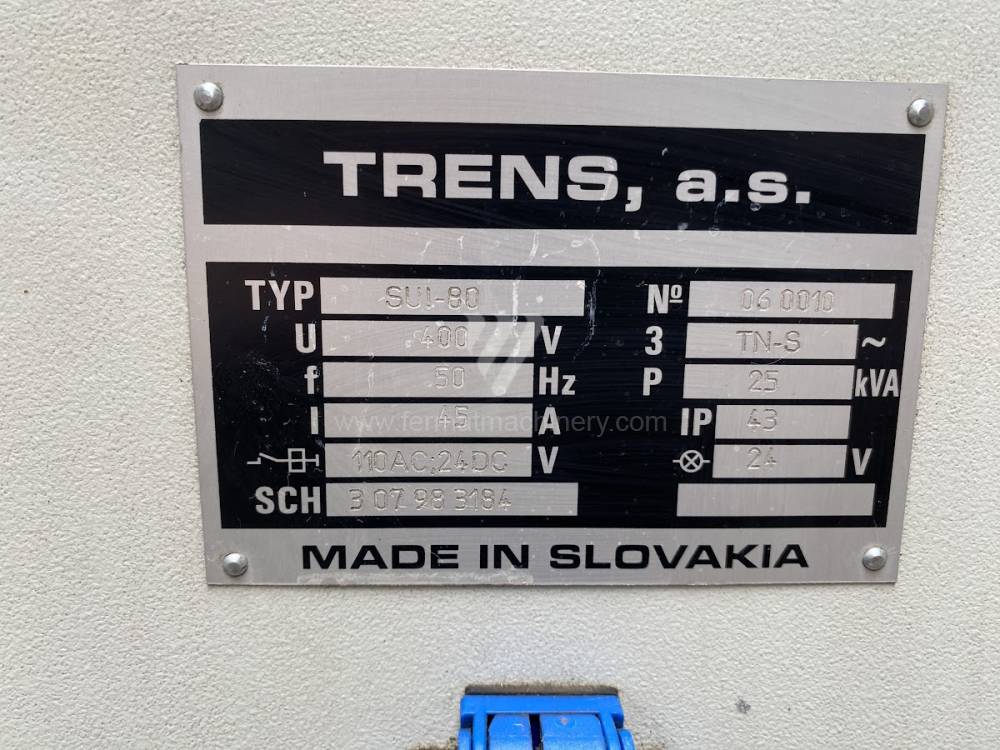 TRENS, a.s.
TYP SUI-80 Nº 06 0010
U 400 V 3 TN-S ~
f 50 Hz P 25 kVA
I 45 A IP 43
110AC;24DC V 24 V
SCH 3 07 98 3184
MADE IN SLOVAKIA
www.fermatmachinery.com